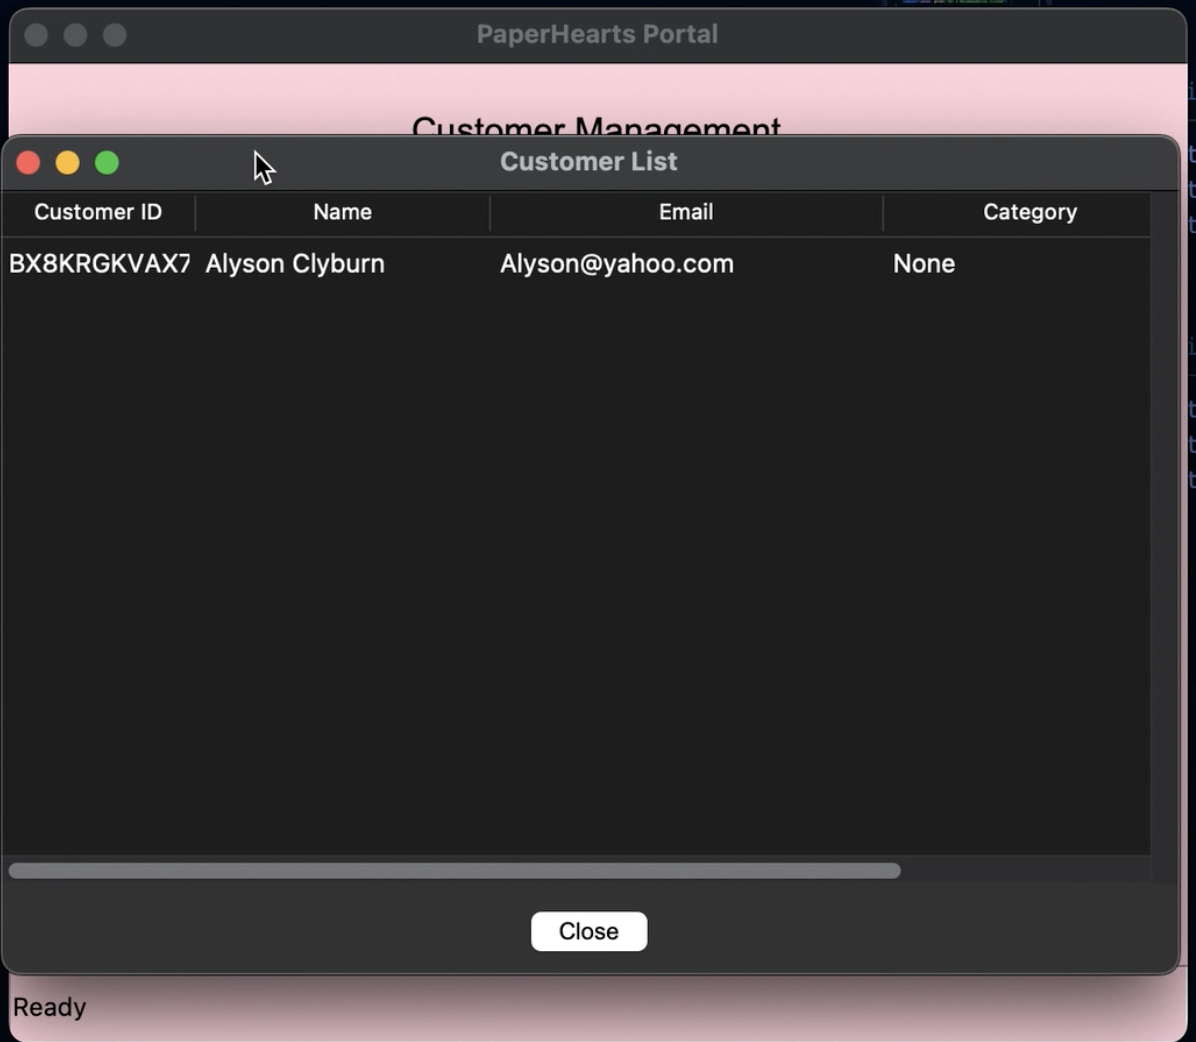 PaperHearts Portal
Customer Management
Customer List
Customer ID Name Email Category
BX8KRGKVAX7 Alyson Clyburn Alyson@yahoo.com None
Close
Ready